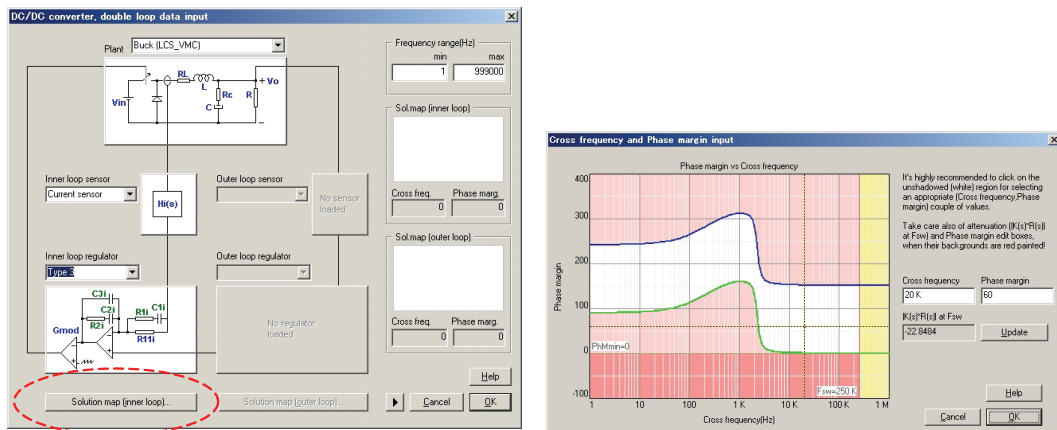 DC/DC converter, double loop data input
Plant Buck (LCS_VMC)
Vin
RL
L
Rc
C
R
+ Vo
Frequency range(Hz)
min max
1 999000
Sol.map (inner loop)
Cross freq. Phase marg.
0 0
Inner loop sensor
Current sensor
Hi(s)
Outer loop sensor
No sensor
loaded
Sol.map (outer loop)
Cross freq. Phase marg.
0 0
Inner loop regulator
Type 3
Outer loop regulator
C3i
C2i
R2i
R1i C1i
R11i
Gmod
No regulator
loaded
Help
Solution map (inner loop)...
Solution map (outer loop)...
Cancel
OK
Cross frequency and Phase margin input
Phase margin vs Cross frequency
Phase margin
400
300
200
100
0
-100
PhMmin=0
Fsw=250 K
1 10 100 1 K 10 K 100 K 1 M
Cross frequency(Hz)
It's highly recommended to click on the
unshadowed (white) region for selecting
an appropriate (Cross frequency,Phase
margin) couple of values.
Take care also of attenuation (|K(s)*R(s)|
at Fsw) and Phase margin edit boxes,
when their backgrounds are red painted!
Cross frequency Phase margin
20 K 60
|K(s)*R(s)| at Fsw
-22.8484
Update
Help
Cancel
OK